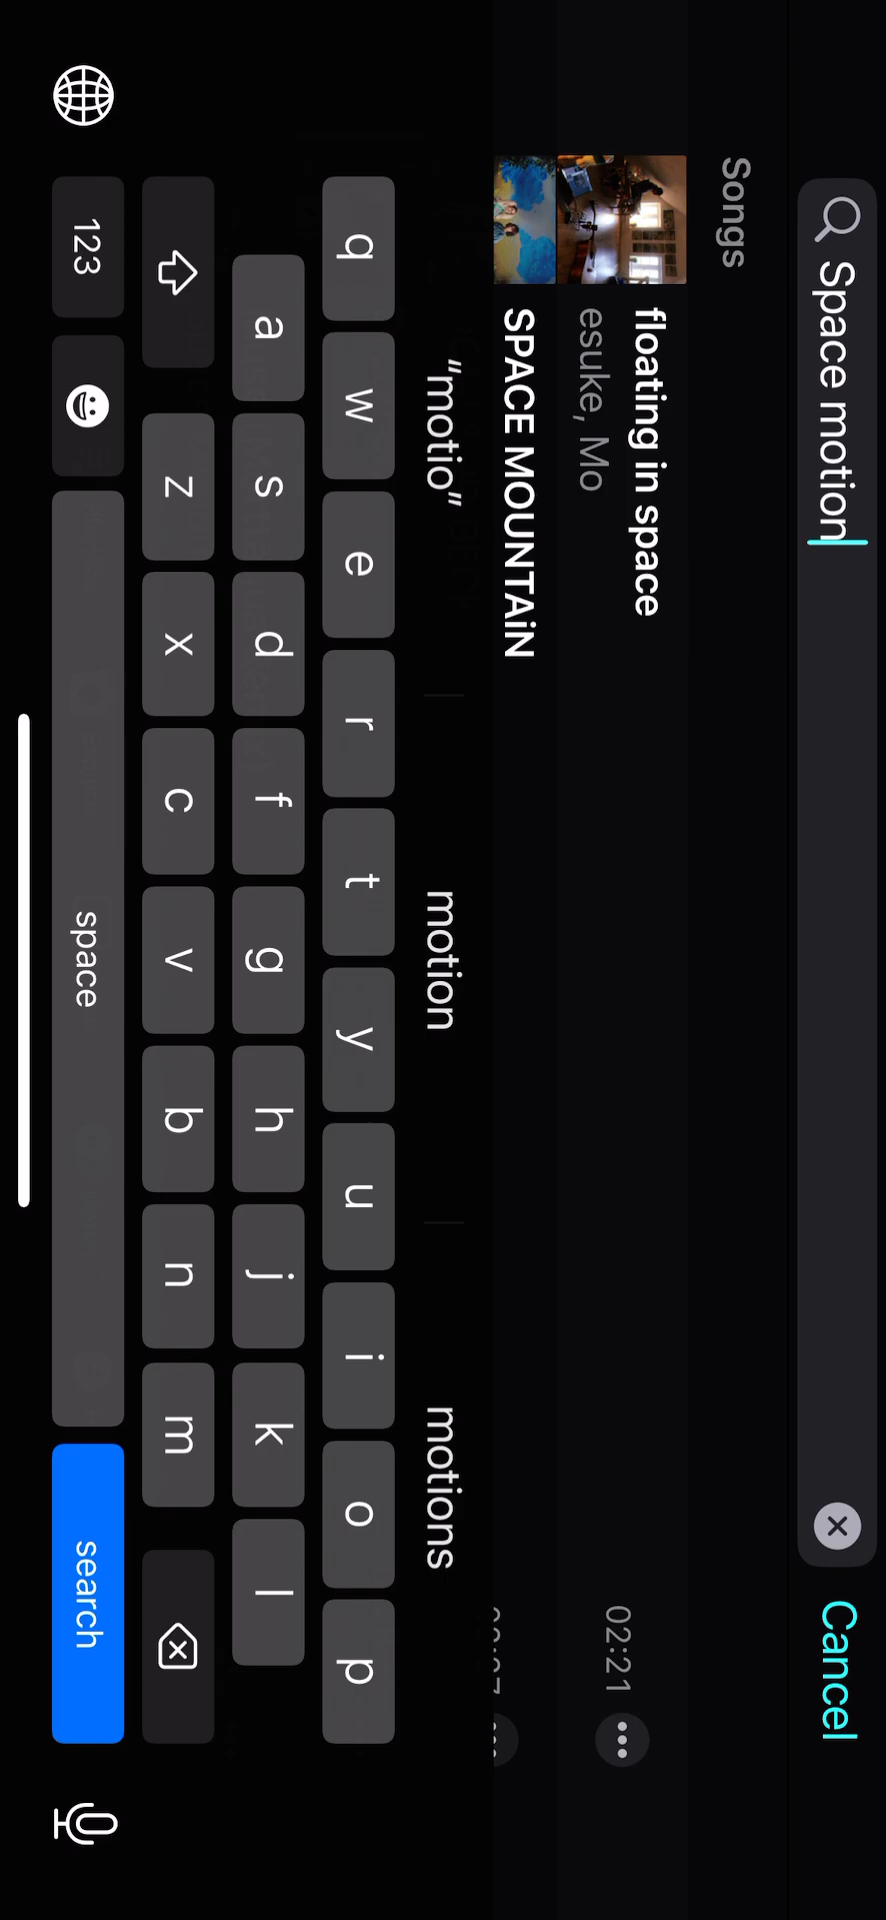 Space motion
Cancel
Songs
floating in space
esuke, Mo
02:21
SPACE MOUNTAiN
“motio”
motion
motions
q w e r t y u i o p
a s d f g h j k l
z x c v b n m
123
space
search